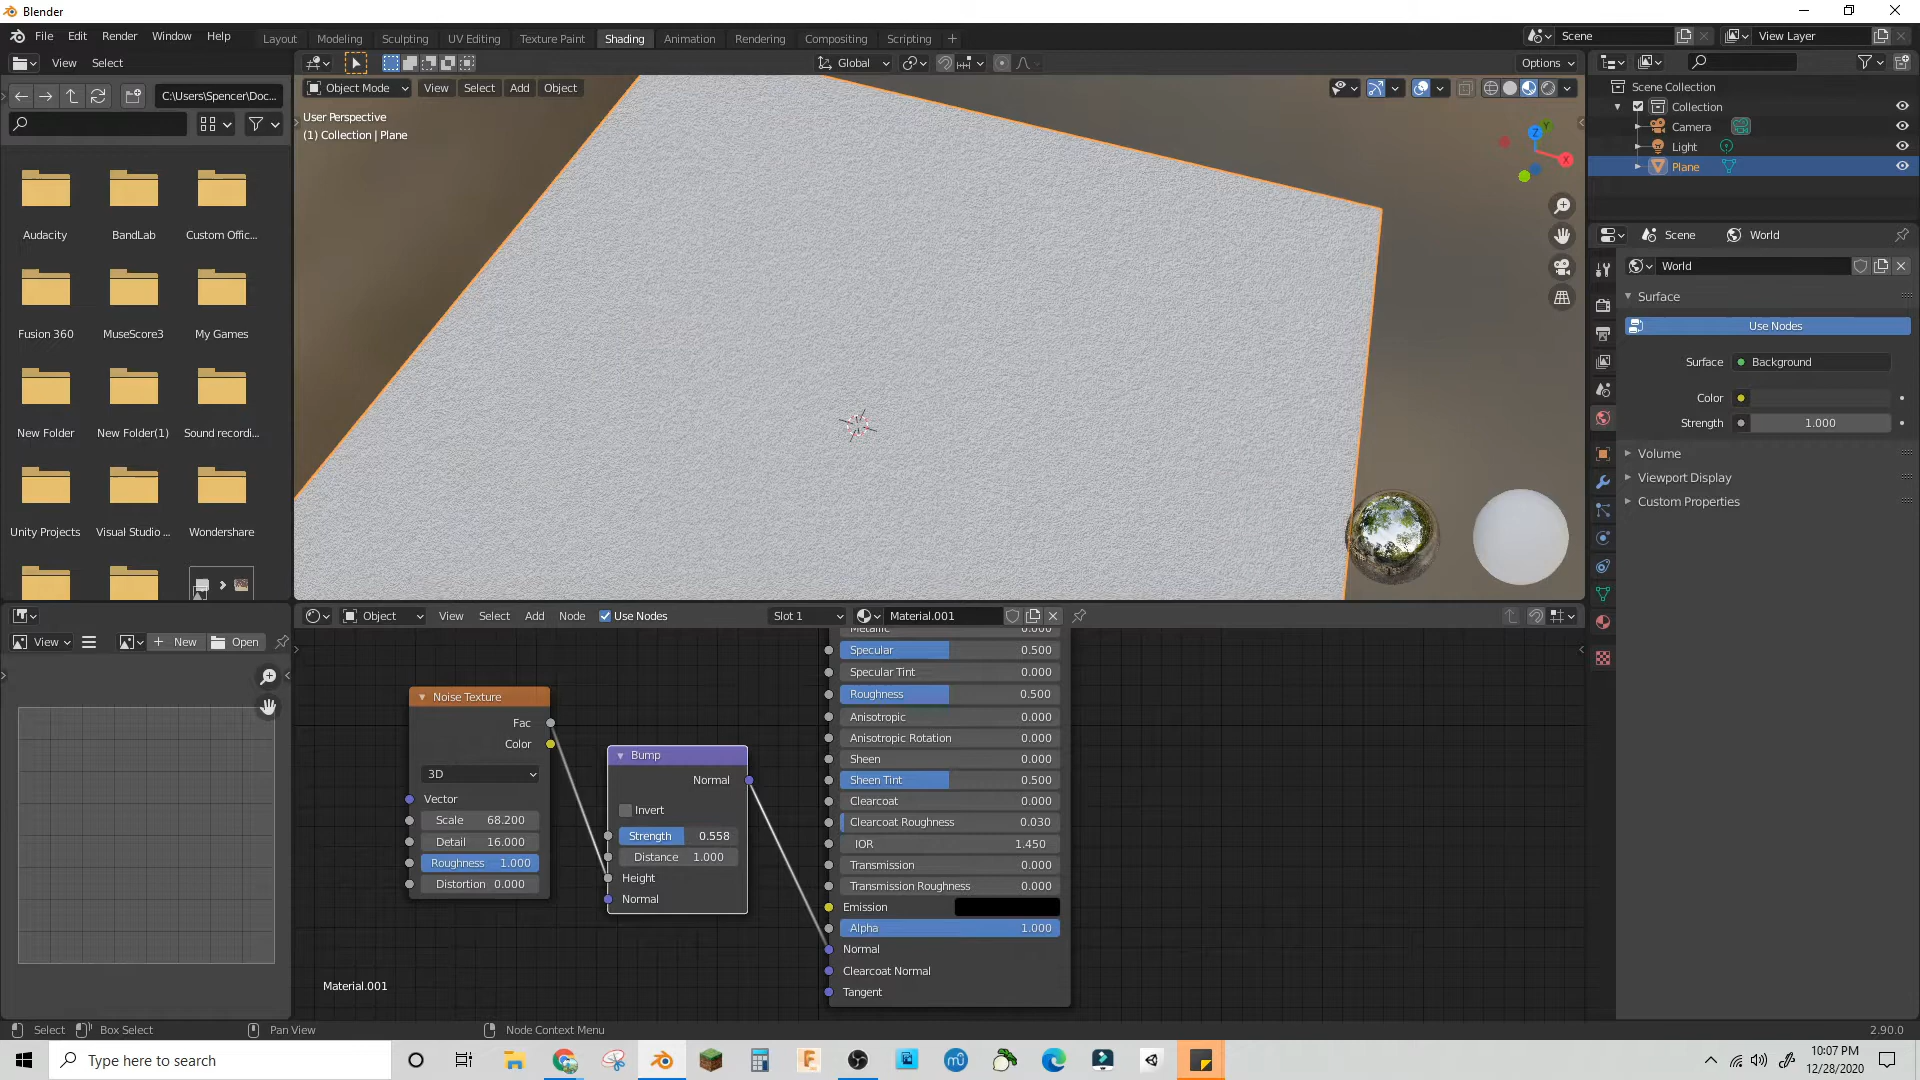 Blender
File Edit Render Window Help
Layout Modeling Sculpting UV Editing Texture Paint Shading Animation Rendering Compositing Scripting
Scene
View Layer
View Select
Global
Options
C:\Users\Spencer\Doc...
Object Mode View Select Add Object
User Perspective
(1) Collection | Plane
Z
Y
X
Scene Collection
Collection
Camera
Light
Plane
Audacity BandLab Custom Offic...
Fusion 360 MuseScore3 My Games
New Folder New Folder(1) Sound recordi...
Unity Projects Visual Studio ... Wondershare
Scene World
World
Surface
Use Nodes
Surface Background
Color
Strength 1.000
Volume
Viewport Display
Custom Properties
View New Open
Object View Select Add Node Use Nodes Slot 1 Material.001
Noise Texture
Fac
Color
3D
Vector
Scale 68.200
Detail 16.000
Roughness 1.000
Distortion 0.000
Bump
Normal
Invert
Strength 0.558
Distance 1.000
Height
Normal
Metallic 0.000
Specular 0.500
Specular Tint 0.000
Roughness 0.500
Anisotropic 0.000
Anisotropic Rotation 0.000
Sheen 0.000
Sheen Tint 0.500
Clearcoat 0.000
Clearcoat Roughness 0.030
IOR 1.450
Transmission 0.000
Transmission Roughness 0.000
Emission
Alpha 1.000
Normal
Clearcoat Normal
Tangent
Material.001
Select Box Select Pan View Node Context Menu 2.90.0
Type here to search
10:07 PM
12/28/2020